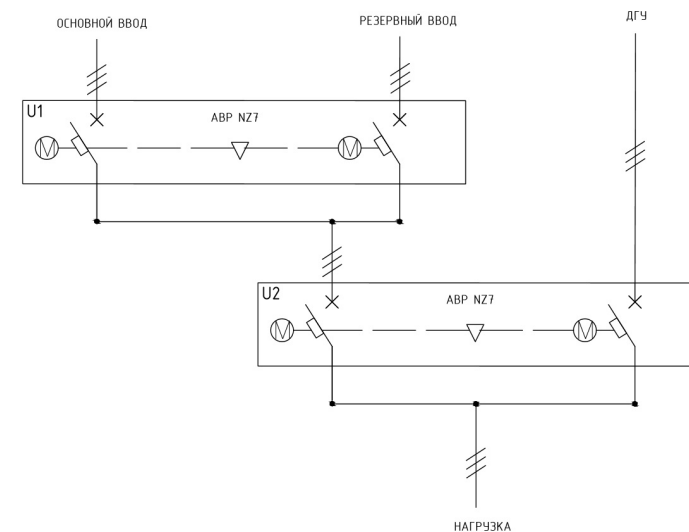 ОСНОВНОЙ ВВОД
РЕЗЕРВНЫЙ ВВОД
ДГУ
U1
АВР NZ7
M
M
U2
АВР NZ7
M
M
НАГРУЗКА